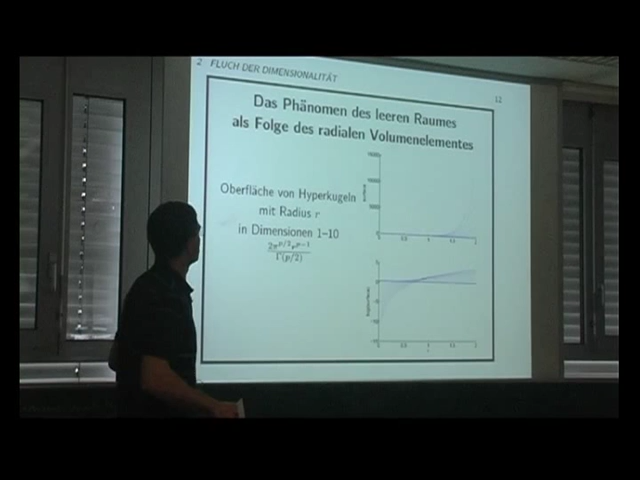 2 FLUCH DER DIMENSIONALITÄT
12
Das Phänomen des leeren Raumes
als Folge des radialen Volumenelementes
Oberfläche von Hyperkugeln
mit Radius r
in Dimensionen 1–10
2π^{p/2}r^{p−1}
Γ(p/2)